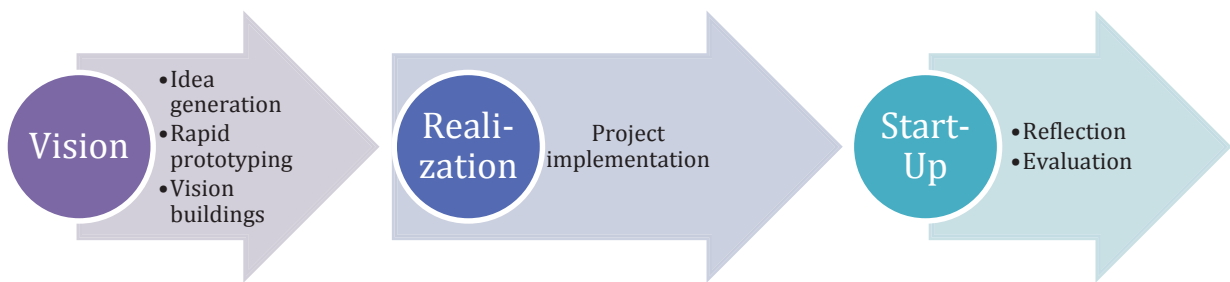 Vision
•Idea
generation
•Rapid
prototyping
•Vision
buildings
Reali-
zation
Project
implementation
Start-
Up
•Reflection
•Evaluation